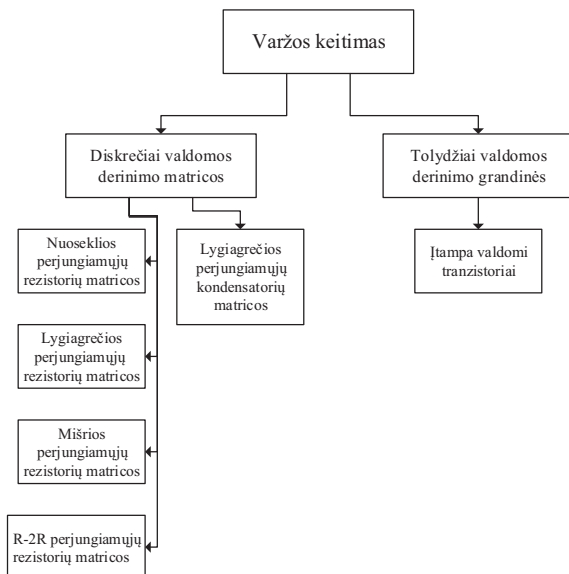 Varžos keitimas
Diskrečiai valdomos
derinimo matricos
Tolydžiai valdomos
derinimo grandinės
Nuoseklios
perjungiamųjų
rezistorių matricos
Lygiagrečios
perjungiamųjų
kondensatorių
matricos
Įtampa valdomi
tranzistoriai
Lygiagrečios
perjungiamųjų
rezistorių matricos
Mišrios
perjungiamųjų
rezistorių matricos
R-2R perjungiamųjų
rezistorių matricos